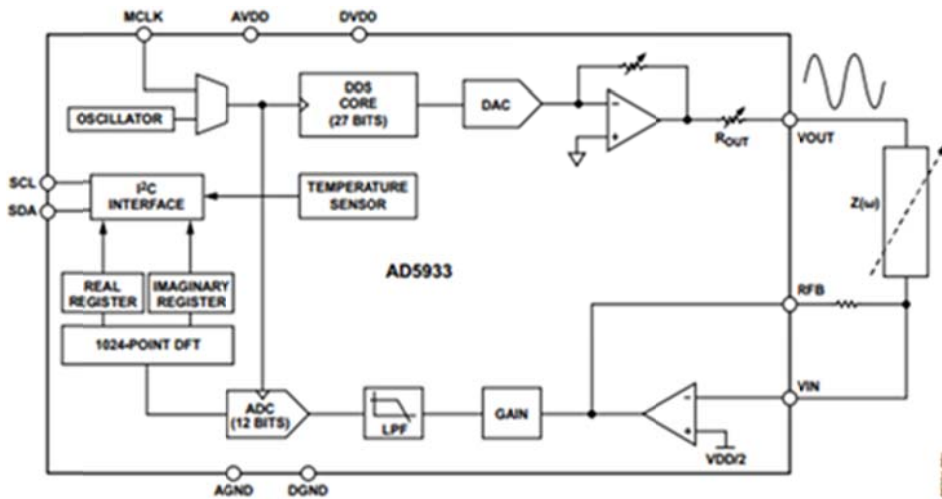 MCLK
AVDD
DVDD
OSCILLATOR
DDS
CORE
(27 BITS)
DAC
ROUT
VOUT
SCL
SDA
I2C
INTERFACE
TEMPERATURE
SENSOR
Z(ω)
AD5933
REAL
REGISTER
IMAGINARY
REGISTER
RFB
1024-POINT DFT
VIN
ADC
(12 BITS)
LPF
GAIN
VDD/2
AGND
DGND